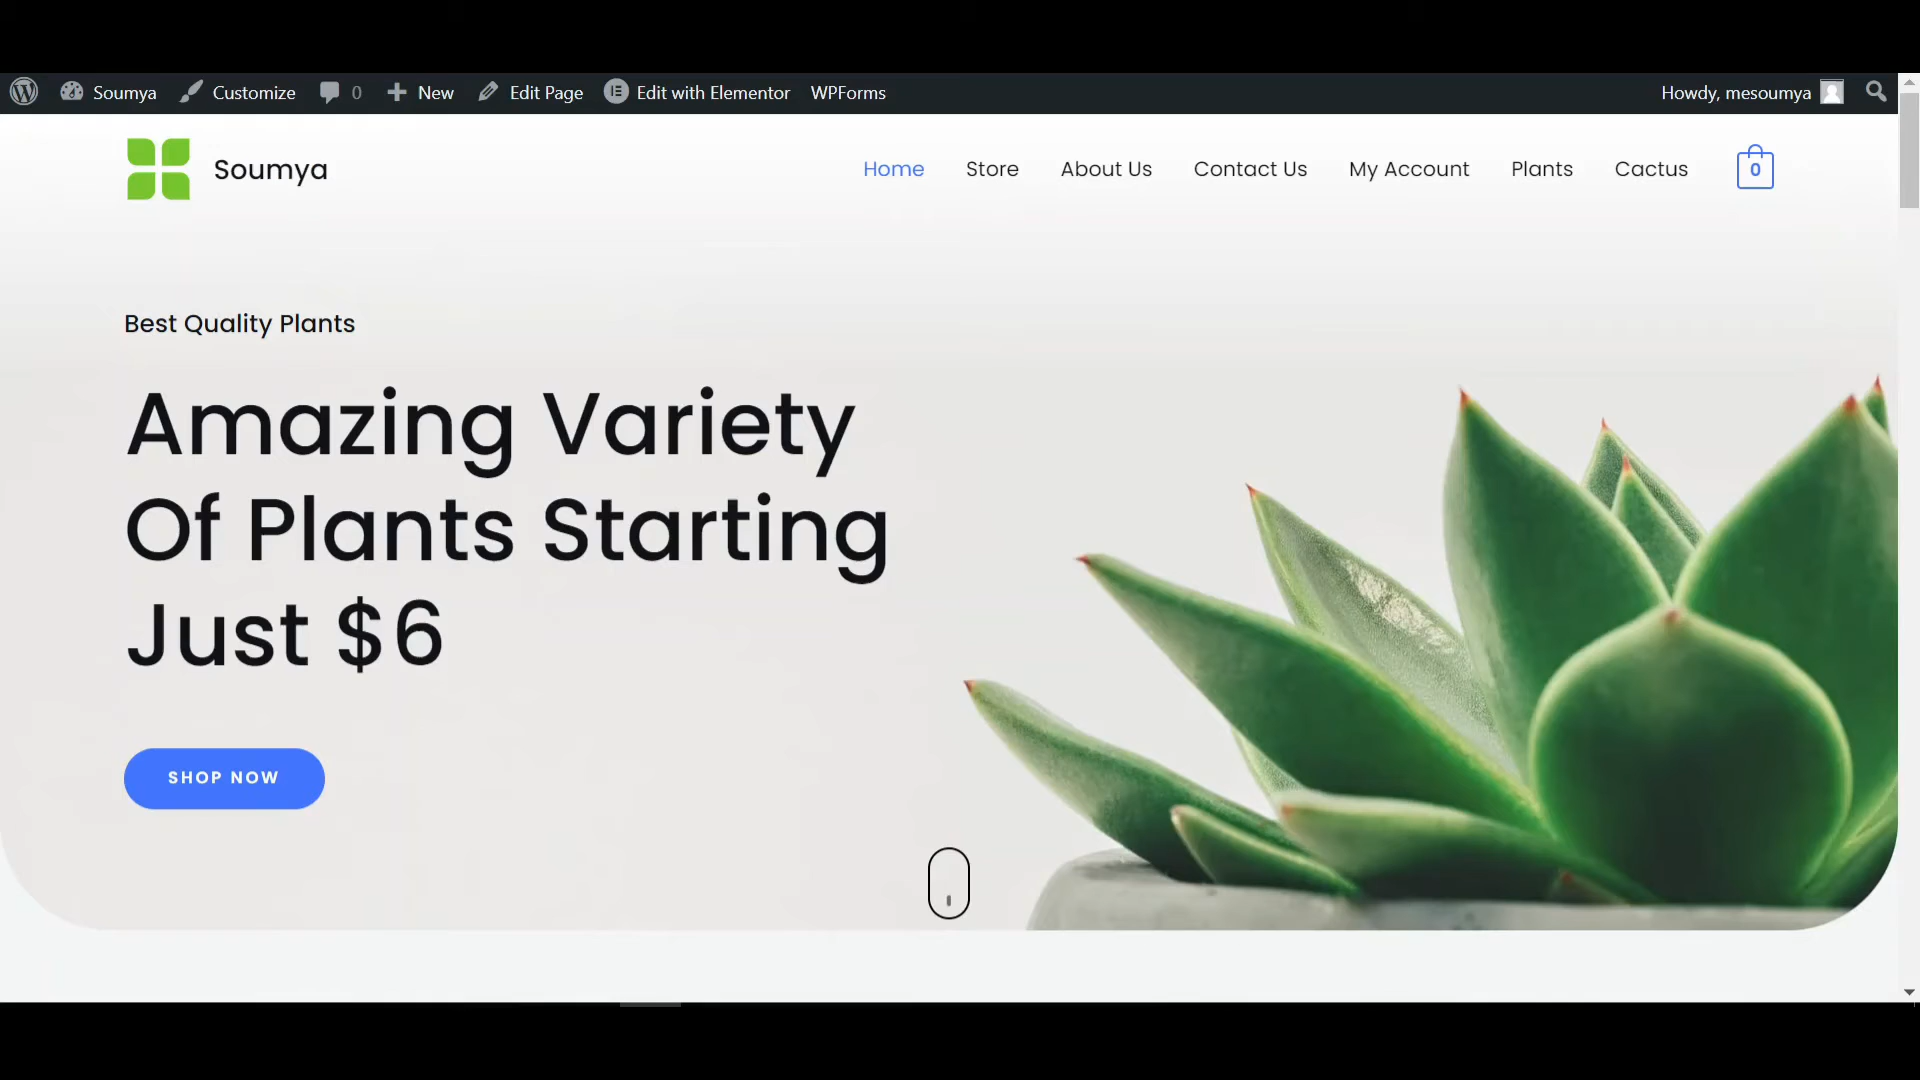 Soumya Customize 0 New Edit Page Edit with Elementor WPForms Howdy, mesoumya
Soumya Home Store About Us Contact Us My Account Plants Cactus 0
Best Quality Plants
Amazing Variety
Of Plants Starting
Just $6
SHOP NOW